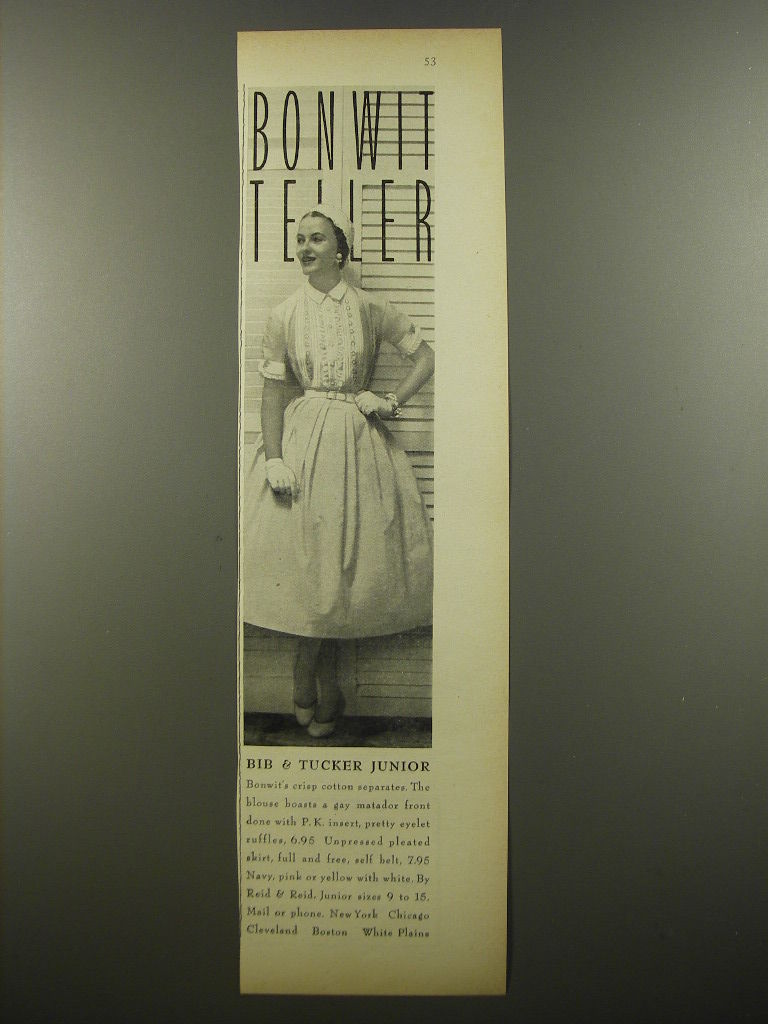 53
BONWIT
TELLER
BIB & TUCKER JUNIOR
Bonwit's crisp cotton separates. The
blouse boasts a gay matador front
done with P.K. insert, pretty eyelet
ruffles, 6.95 Unpressed pleated
skirt, full and free, self belt, 7.95
Navy, pink or yellow with white. By
Reid & Reid. Junior sizes 9 to 15.
Mail or phone. New York Chicago
Cleveland Boston White Plains